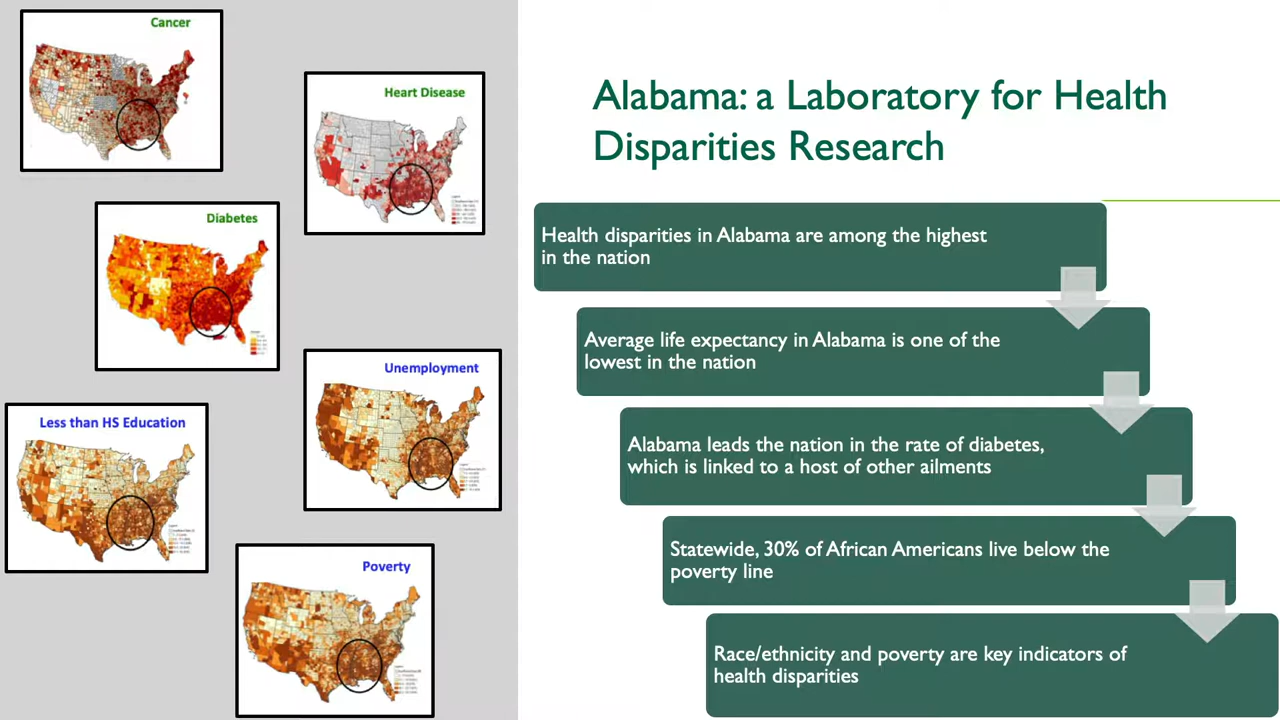 Cancer
Heart Disease
Diabetes
Unemployment
Less than HS Education
Poverty
Alabama: a Laboratory for Health
Disparities Research
Health disparities in Alabama are among the highest
in the nation
Average life expectancy in Alabama is one of the
lowest in the nation
Alabama leads the nation in the rate of diabetes,
which is linked to a host of other ailments
Statewide, 30% of African Americans live below the
poverty line
Race/ethnicity and poverty are key indicators of
health disparities